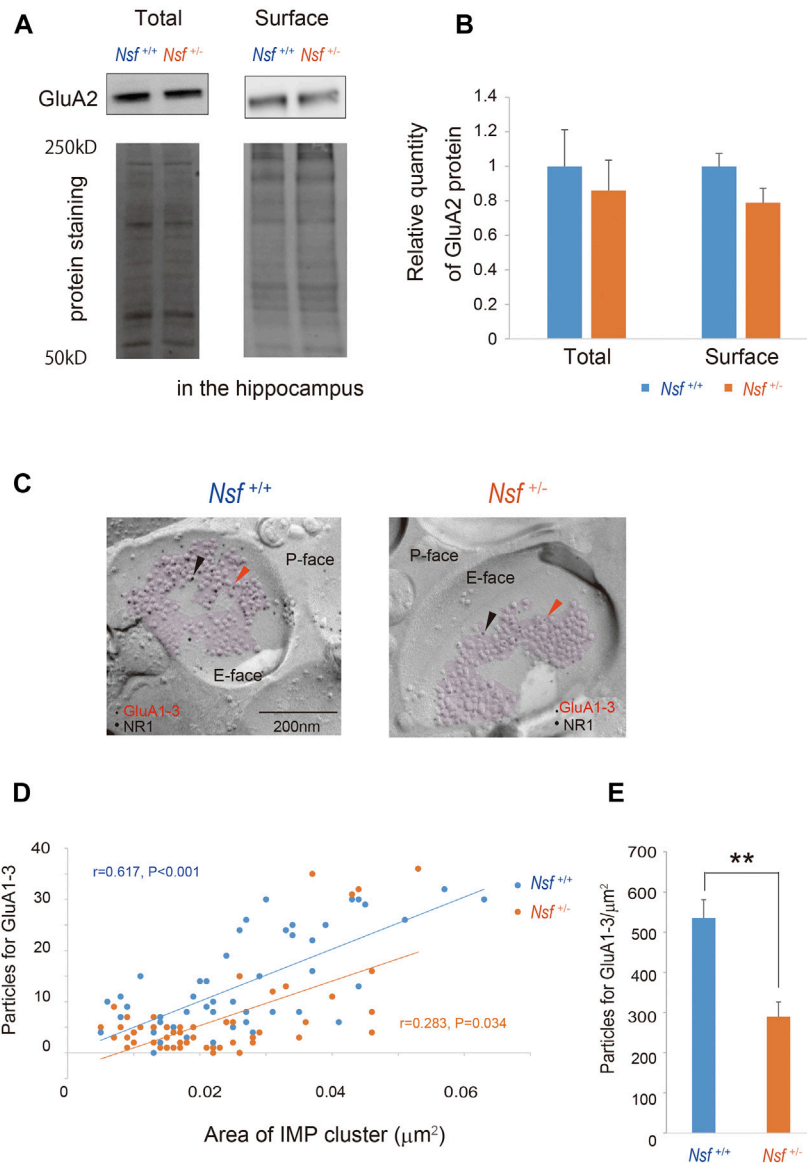 A
Total
Surface
Nsf +/+ Nsf +/-
Nsf +/+ Nsf +/-
GluA2
250kD
protein staining
50kD
in the hippocampus
B
Relative quantity
of GluA2 protein
1.4
1.2
1
0.8
0.6
0.4
0.2
0
Total
Surface
Nsf +/+
Nsf +/-
C
Nsf +/+
Nsf +/-
P-face
E-face
GluA1-3
NR1
200nm
P-face
E-face
GluA1-3
NR1
D
Particles for GluA1-3
40
30
20
10
0
r=0.617, P<0.001
Nsf +/+
Nsf +/-
r=0.283, P=0.034
0
0.02
0.04
0.06
Area of IMP cluster (μm²)
E
Particles for GluA1-3/μm²
700
600
500
400
300
200
100
0
**
Nsf +/+
Nsf +/-